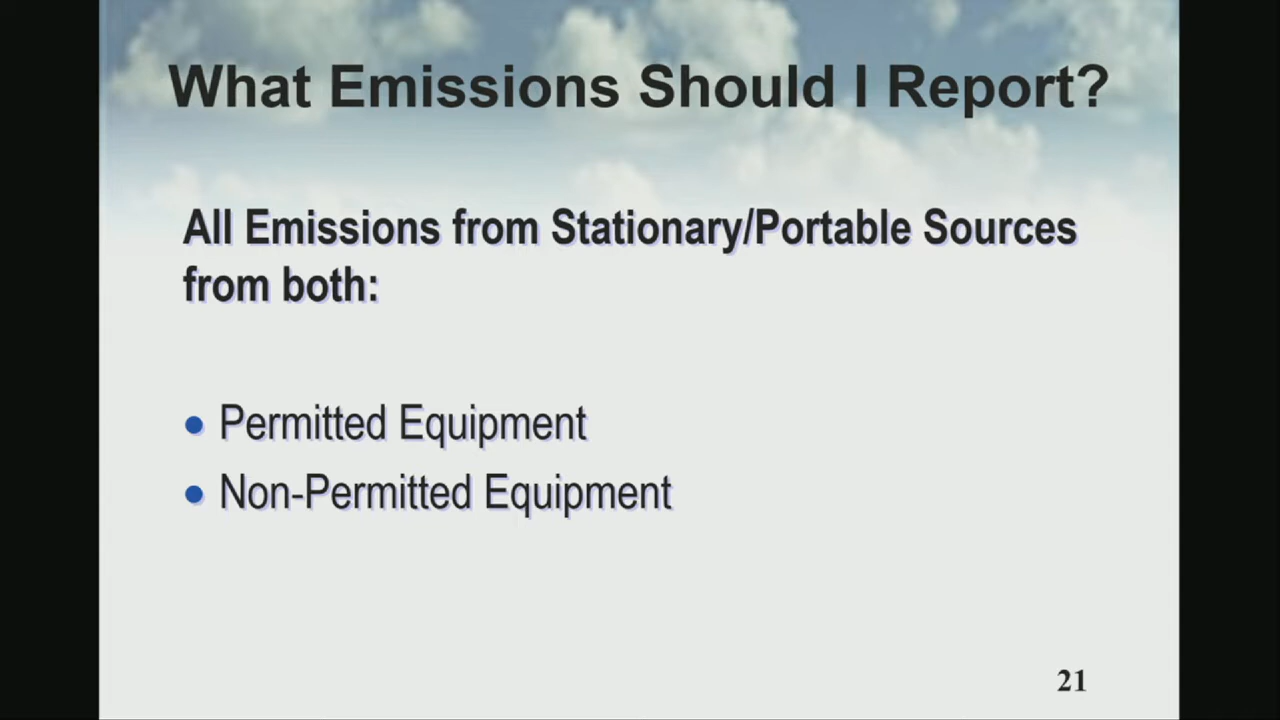 What Emissions Should I Report?
All Emissions from Stationary/Portable Sources
from both:
• Permitted Equipment
• Non-Permitted Equipment
21